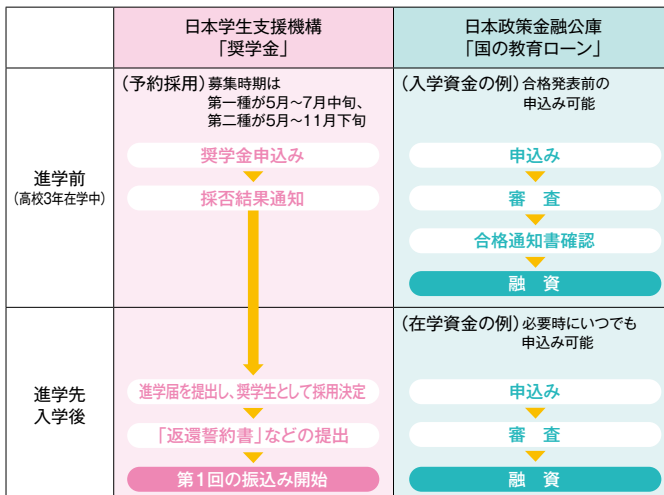 日本学生支援機構
「奨学金」
日本政策金融公庫
「国の教育ローン」
進学前
(高校3年在学中)
(予約採用) 募集時期は
第一種が5月～7月中旬、
第二種が5月～11月下旬
奨学金申込み
採否結果通知
(入学資金の例) 合格発表前の
申込み可能
申込み
審　査
合格通知書確認
融　資
進学先
入学後
進学届を提出し、奨学生として採用決定
「返還誓約書」などの提出
第1回の振込み開始
(在学資金の例) 必要時にいつでも
申込み可能
申込み
審　査
融　資